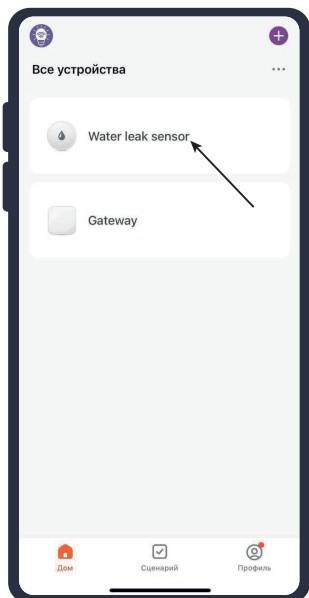 Все устройства
Water leak sensor
Gateway
Дом
Сценарий
Профиль